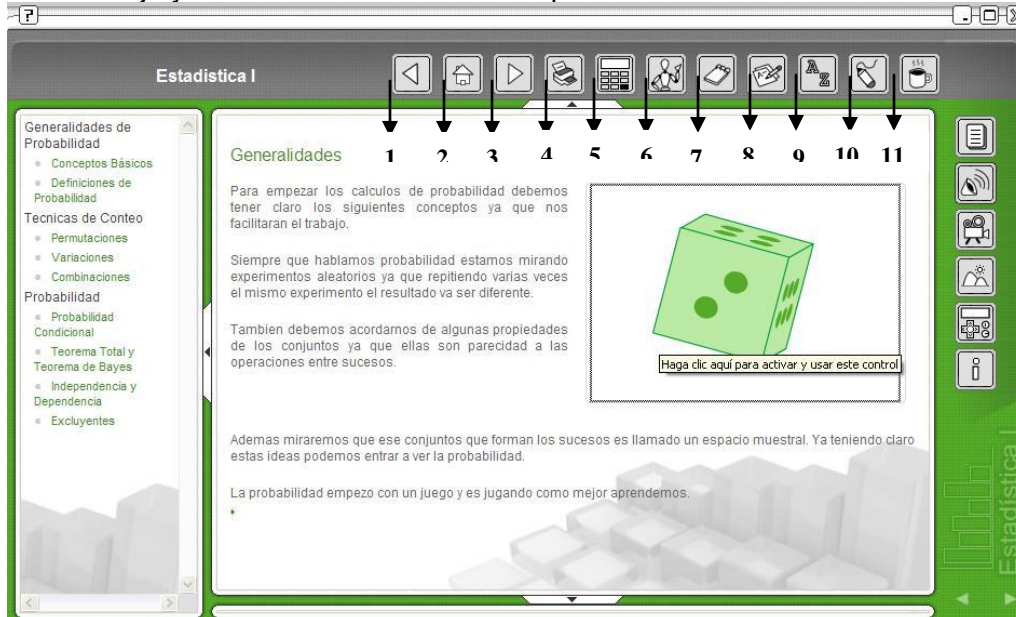 ?
Estadistica I
A
Z
1 2 3 4 5 6 7 8 9 10 11
Generalidades de
Probabilidad
Conceptos Básicos
Definiciones de
Probabilidad
Tecnicas de Conteo
Permutaciones
Variaciones
Combinaciones
Probabilidad
Probabilidad
Condicional
Teorema Total y
Teorema de Bayes
Independencia y
Dependencia
Excluyentes
Generalidades
Para empezar los calculos de probabilidad debemos
tener claro los siguientes conceptos ya que nos
facilitaran el trabajo.
Siempre que hablamos probabilidad estamos mirando
experimentos aleatorios ya que repitiendo varias veces
el mismo experimento el resultado va ser diferente.
Tambien debemos acordarnos de algunas propiedades
de los conjuntos ya que ellas son parecidad a las
operaciones entre sucesos.
Haga clic aquí para activar y usar este control
Ademas miraremos que ese conjuntos que forman los sucesos es llamado un espacio muestral. Ya teniendo claro
estas ideas podemos entrar a ver la probabilidad.
La probabilidad empezo con un juego y es jugando como mejor aprendemos.
Estadística I